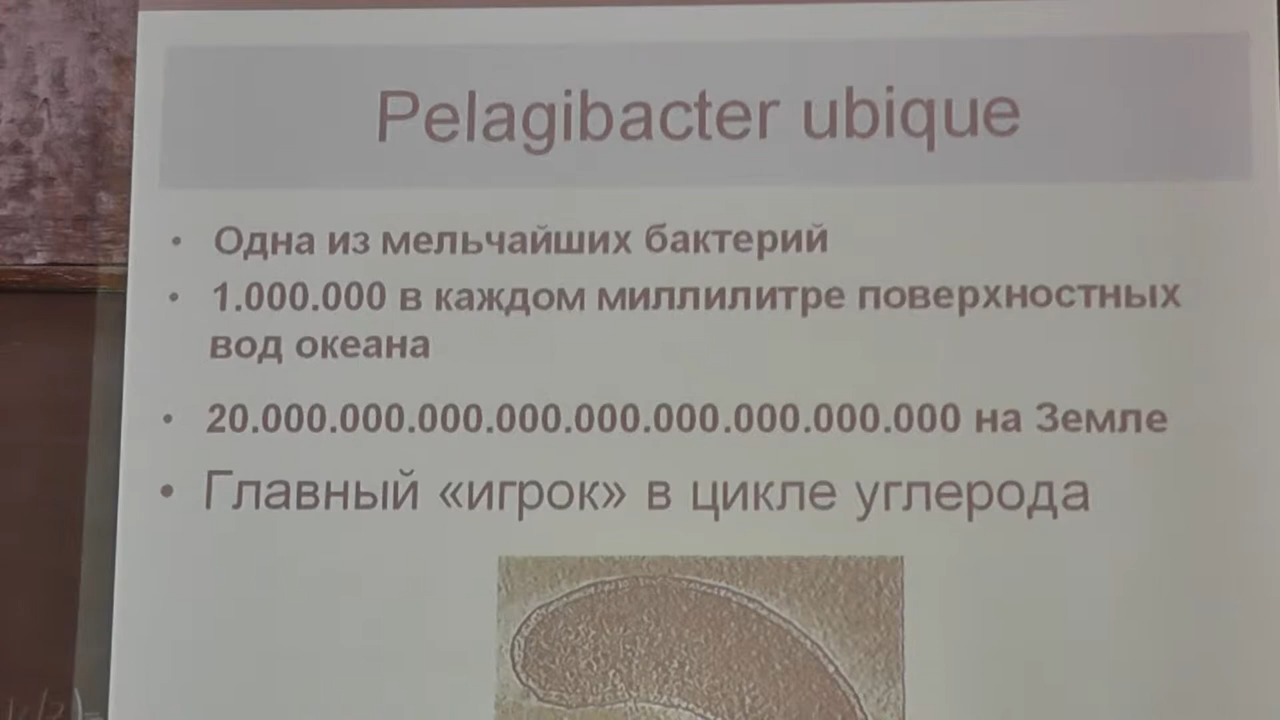 Pelagibacter ubique
• Одна из мельчайших бактерий
• 1.000.000 в каждом миллилитре поверхностных
вод океана
• 20.000.000.000.000.000.000.000.000.000 на Земле
• Главный «игрок» в цикле углерода